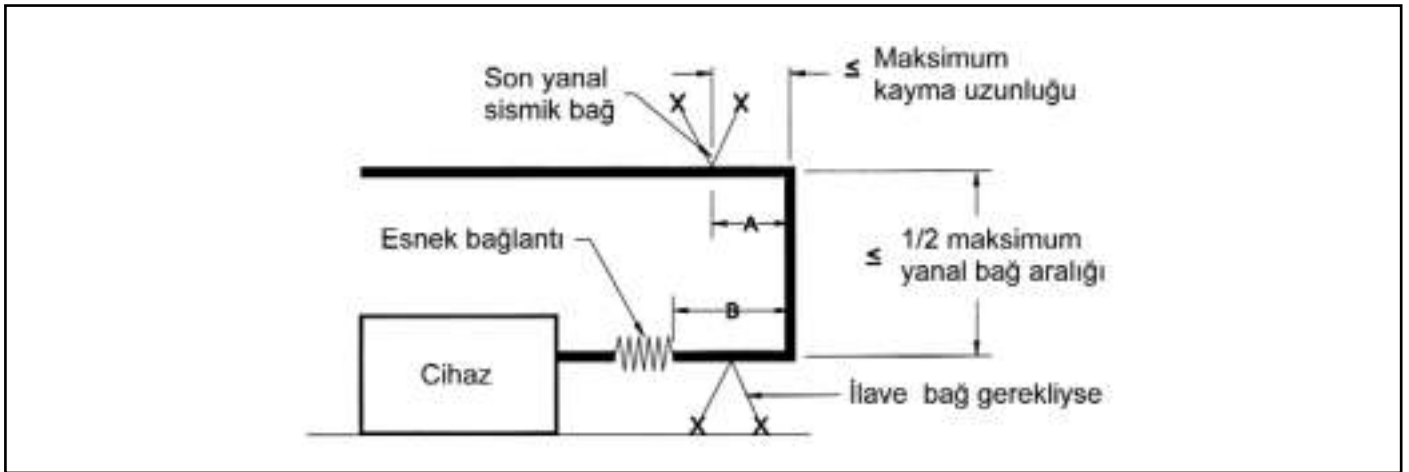 Son yanal
sismik bağ
X X
≤ Maksimum
kayma uzunluğu
A
Esnek bağlantı
≤ 1/2 maksimum
yanal bağ aralığı
B
Cihaz
İlave bağ gerekliyse
X X